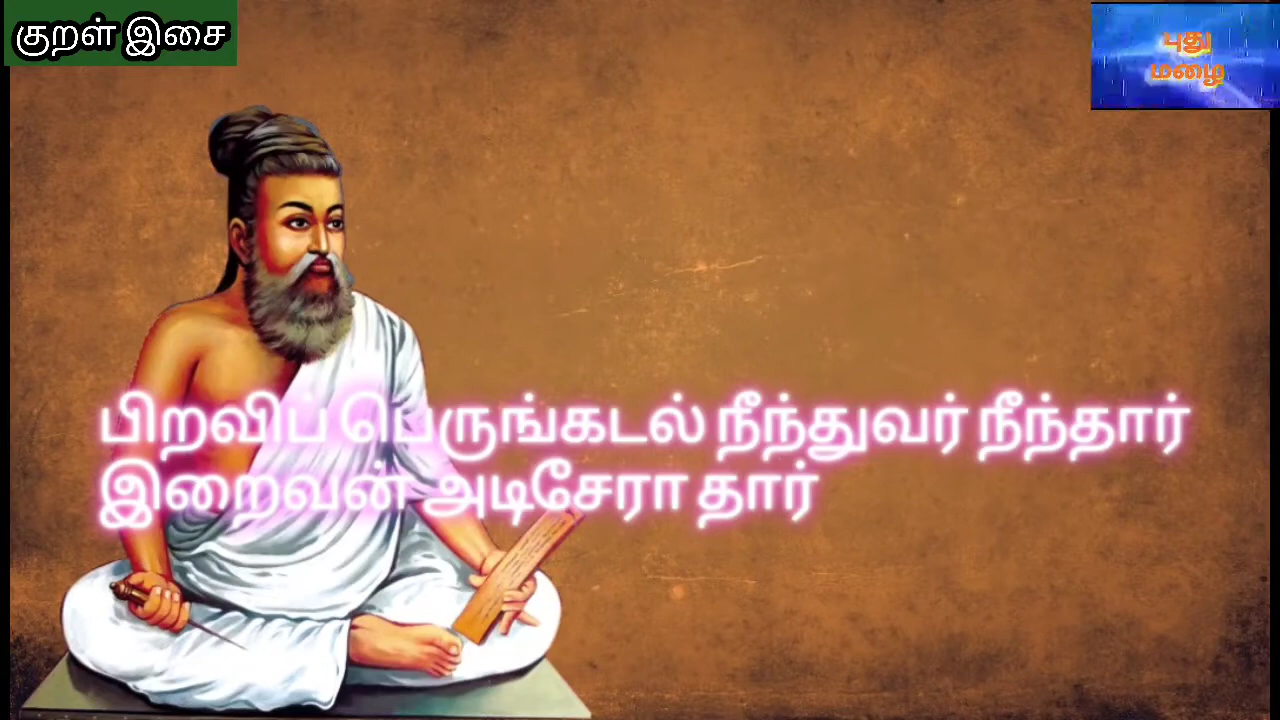 குறள் இசை
புது
மழை
பிறவிப் பெருங்கடல் நீந்துவர் நீந்தார்
இறைவன் அடிசேரா தார்